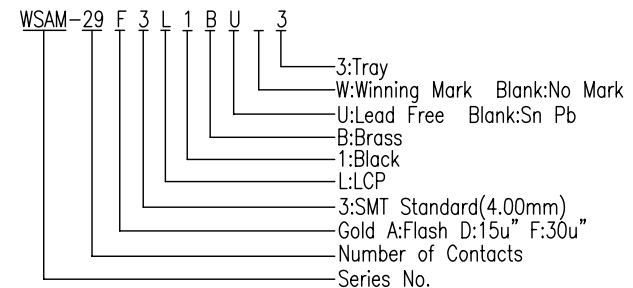 WSAM-29 F 3 L 1 B U _ 3
3:Tray
W:Winning Mark Blank:No Mark
U:Lead Free Blank:Sn Pb
B:Brass
1:Black
L:LCP
3:SMT Standard(4.00mm)
Gold A:Flash D:15u" F:30u"
Number of Contacts
Series No.